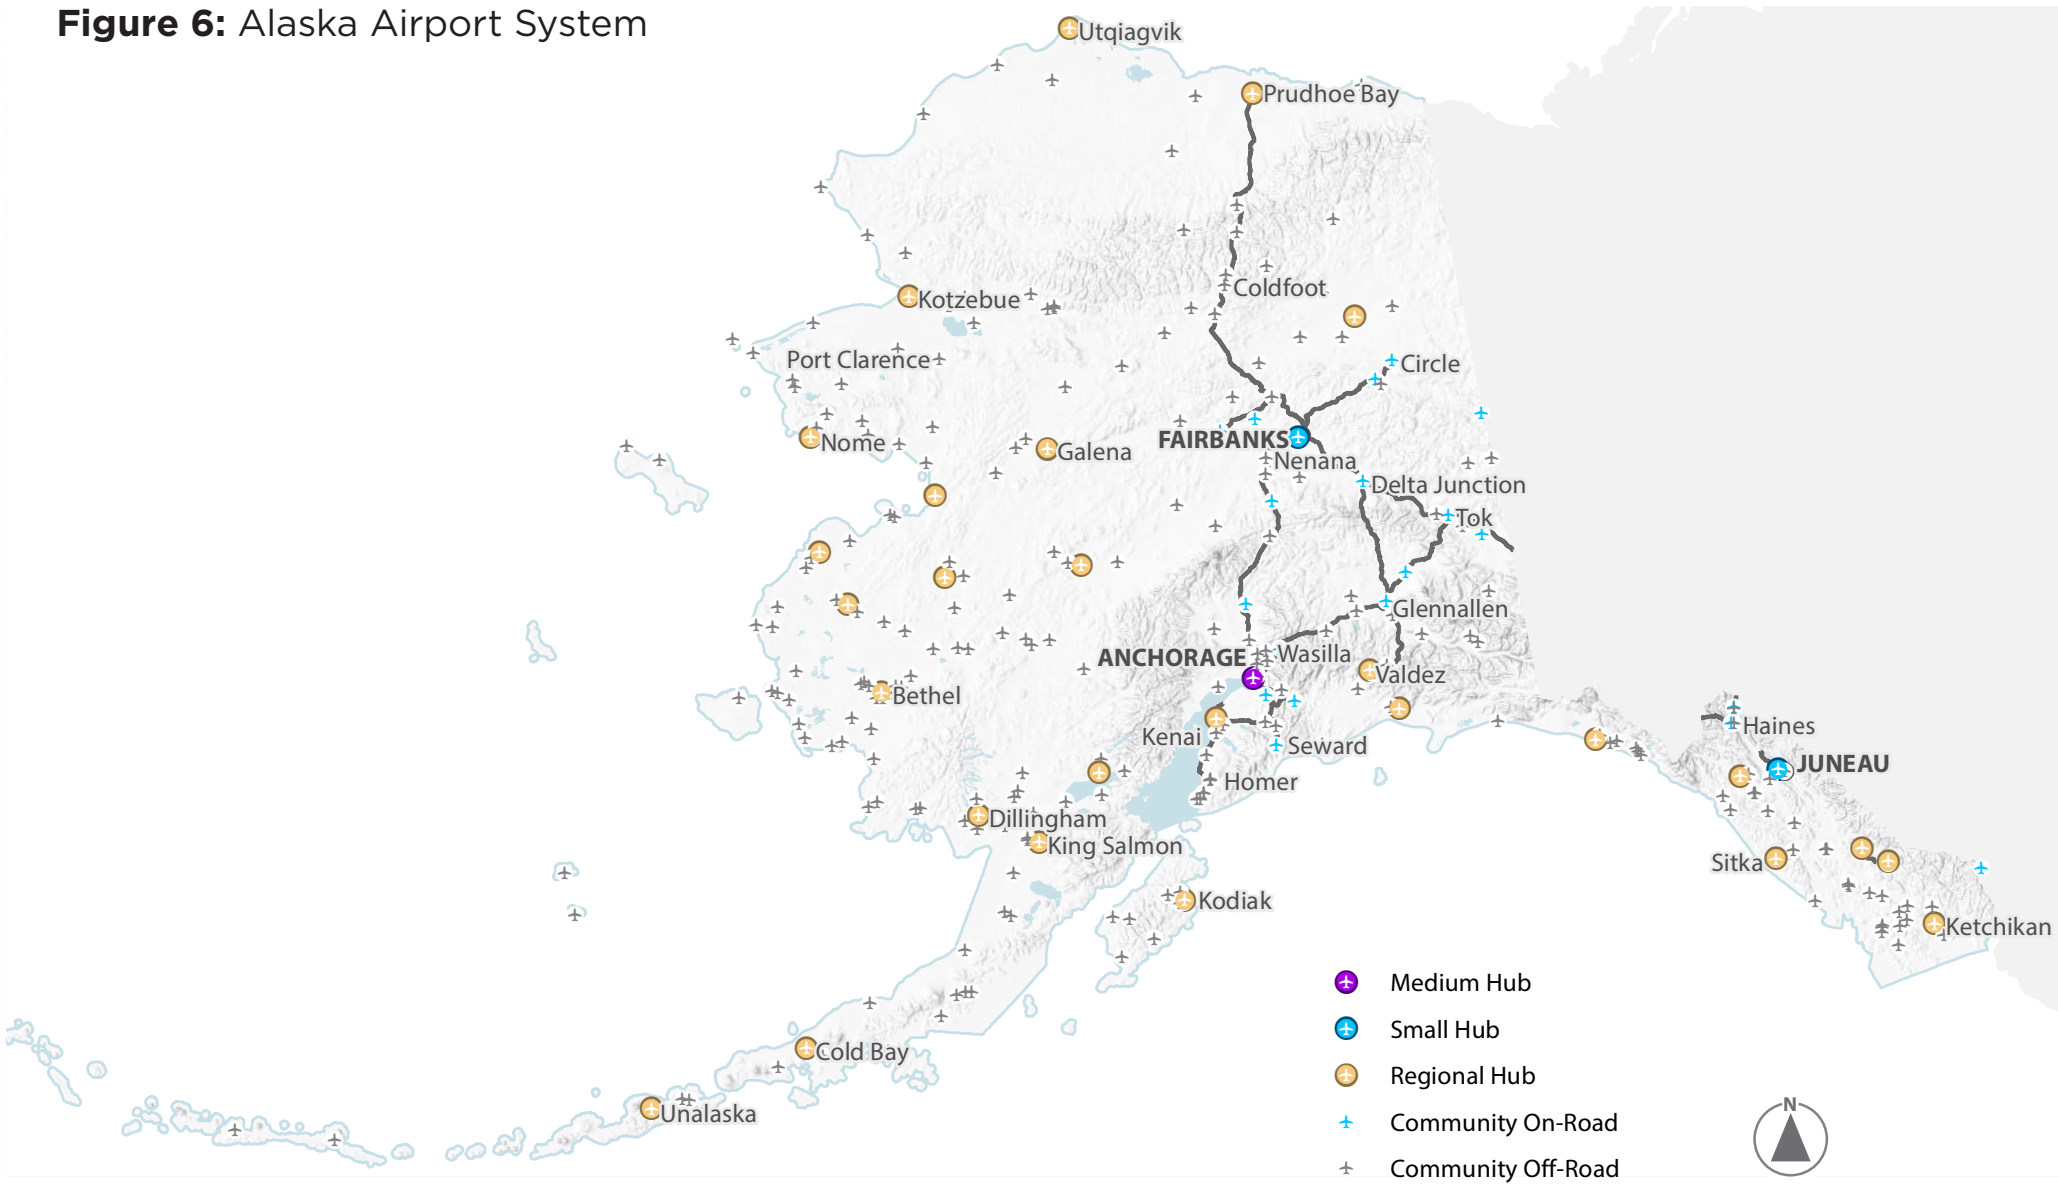 Figure 6: Alaska Airport System
Utqiagvik
Prudhoe Bay
Coldfoot
Kotzebue
Port Clarence
Circle
Nome
Galena
FAIRBANKS
Nenana
Delta Junction
Tok
Glennallen
ANCHORAGE
Wasilla
Valdez
Bethel
Kenai
Seward
Haines
JUNEAU
Homer
Dillingham
King Salmon
Sitka
Kodiak
Ketchikan
Cold Bay
Unalaska
Medium Hub
Small Hub
Regional Hub
Community On-Road
Community Off-Road
N